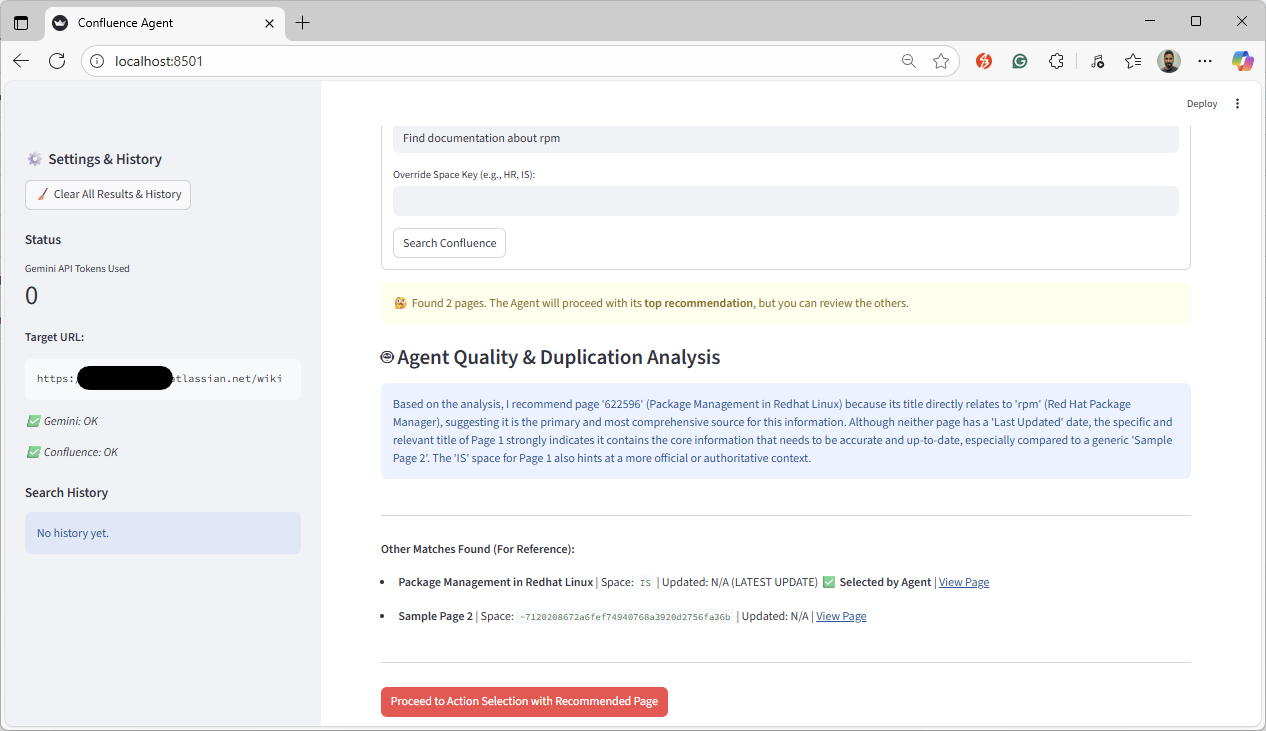 Confluence Agent
localhost:8501
Deploy
Settings & History
Clear All Results & History
Status
Gemini API Tokens Used
0
Target URL:
https:/ atlassian.net/wiki
Gemini: OK
Confluence: OK
Search History
No history yet.
Find documentation about rpm
Override Space Key (e.g., HR, IS):
Search Confluence
Found 2 pages. The Agent will proceed with its top recommendation, but you can review the others.
Agent Quality & Duplication Analysis
Based on the analysis, I recommend page '622596' (Package Management in Redhat Linux) because its title directly relates to 'rpm' (Red Hat Package
Manager), suggesting it is the primary and most comprehensive source for this information. Although neither page has a 'Last Updated' date, the specific and
relevant title of Page 1 strongly indicates it contains the core information that needs to be accurate and up-to-date, especially compared to a generic 'Sample
Page 2'. The 'IS' space for Page 1 also hints at a more official or authoritative context.
Other Matches Found (For Reference):
• Package Management in Redhat Linux | Space: IS | Updated: N/A (LATEST UPDATE) ✅ Selected by Agent | View Page
• Sample Page 2 | Space: ~7120208672a6fef74940768a3920d2756fa36b | Updated: N/A | View Page
Proceed to Action Selection with Recommended Page